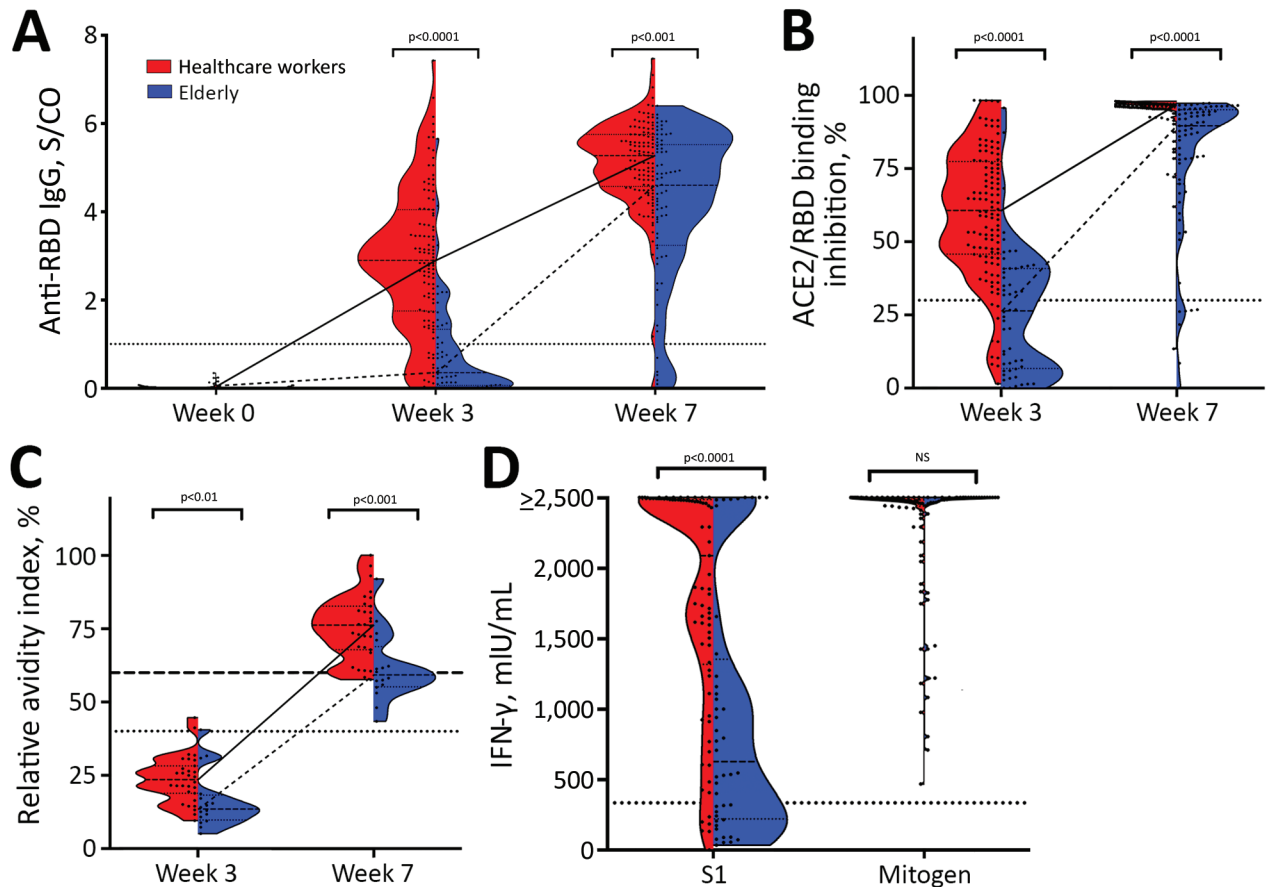 A
Anti-RBD IgG, S/CO
8
6
4
2
0
Healthcare workers
Elderly
p<0.0001
p<0.001
Week 0
Week 3
Week 7
B
ACE2/RBD binding
inhibition, %
100
75
50
25
0
p<0.0001
p<0.0001
Week 3
Week 7
C
Relative avidity index, %
100
75
50
25
0
p<0.01
p<0.001
Week 3
Week 7
D
IFN-γ, mIU/mL
≥2,500
2,000
1,500
1,000
500
0
p<0.0001
NS
S1
Mitogen